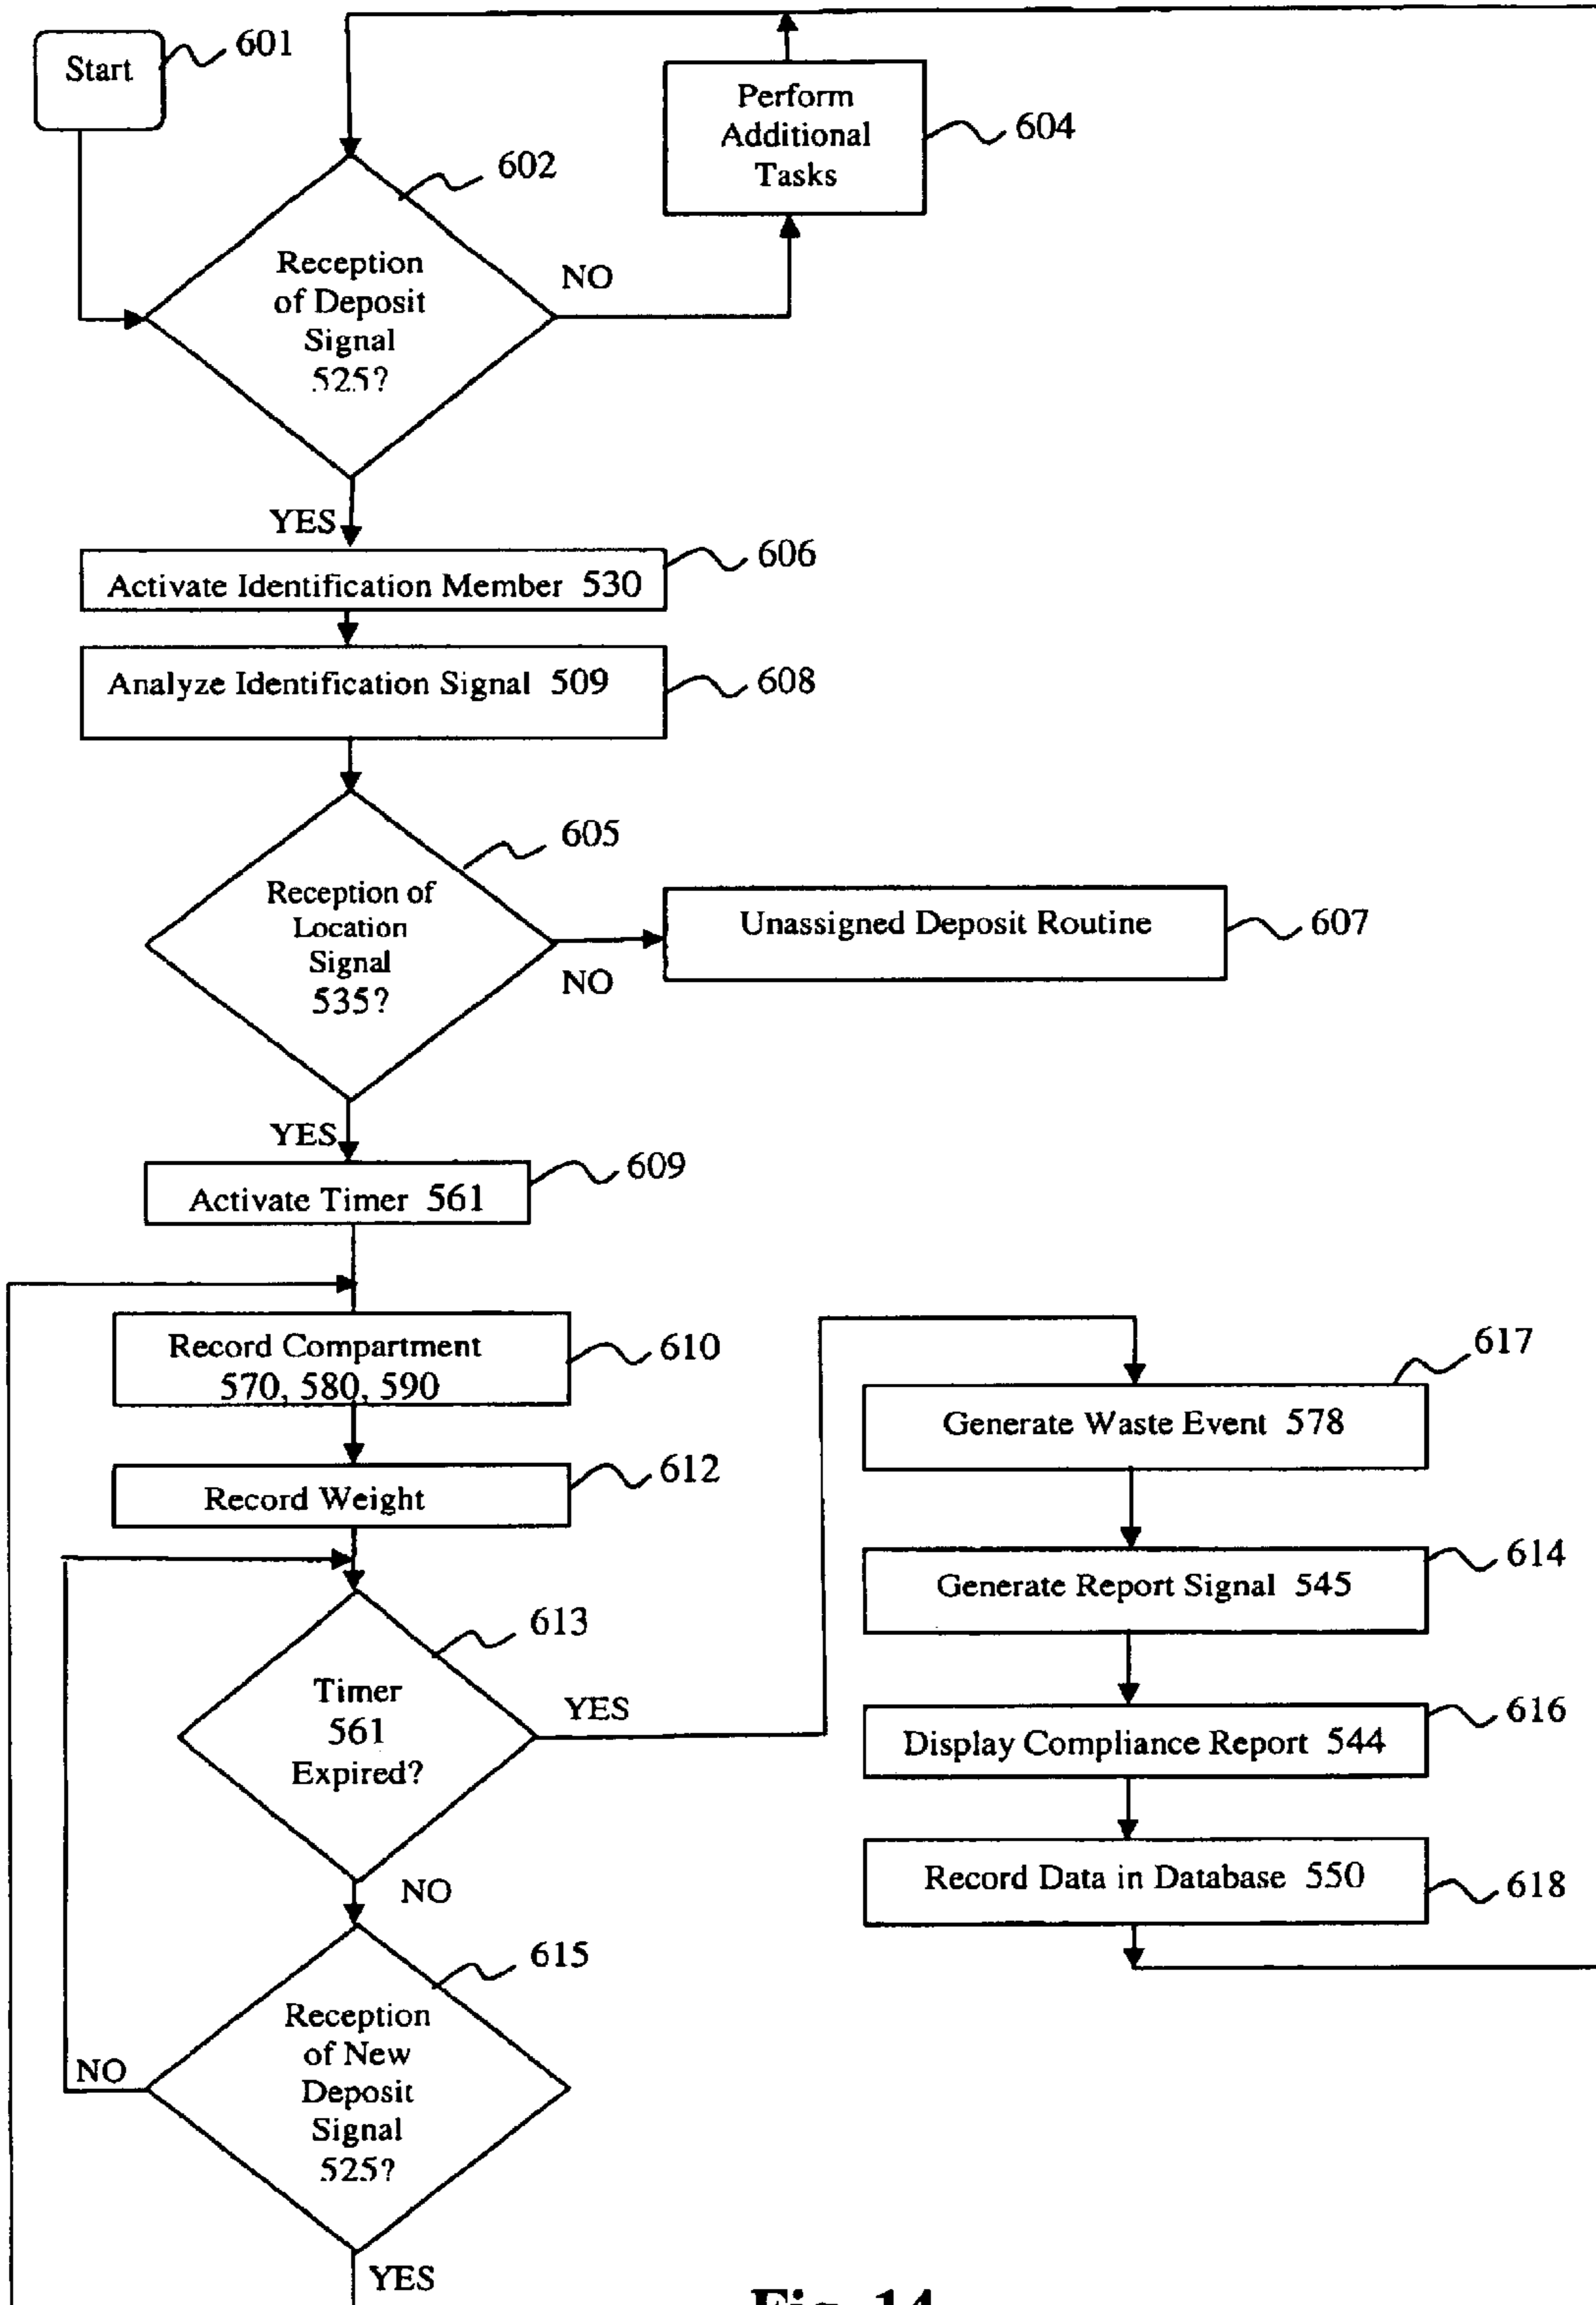 Start
601
Perform
Additional
Tasks
604
602
Reception
of Deposit
Signal
525?
NO
YES
606
Activate Identification Member 530
Analyze Identification Signal 509
608
605
Reception of
Location
Signal
535?
NO
Unassigned Deposit Routine
607
YES
609
Activate Timer 561
Record Compartment
570, 580, 590
610
Record Weight
612
613
Timer
561
Expired?
YES
NO
615
Reception
of New
Deposit
Signal
525?
NO
YES
617
Generate Waste Event 578
614
Generate Report Signal 545
616
Display Compliance Report 544
Record Data in Database 550
618
Fig. 14